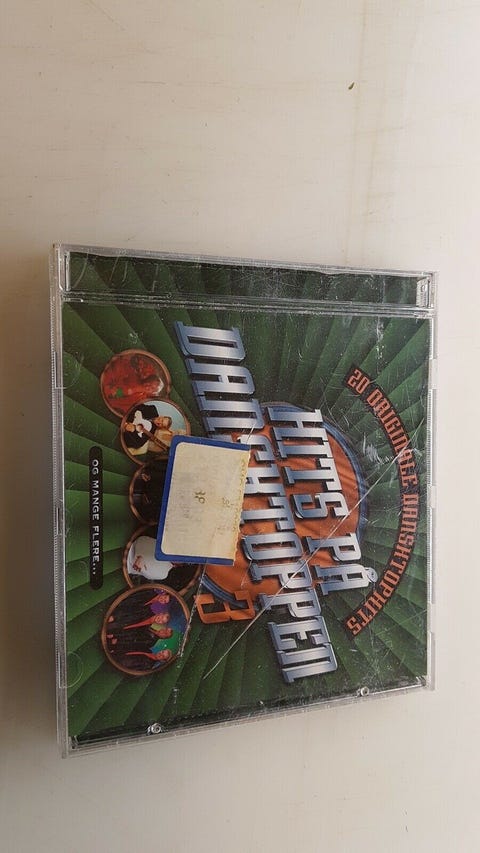 20 ORIGINALE DANSKTOPHITS
HITS PÅ
DANSKTOPPEN
3
OG MANGE FLERE...